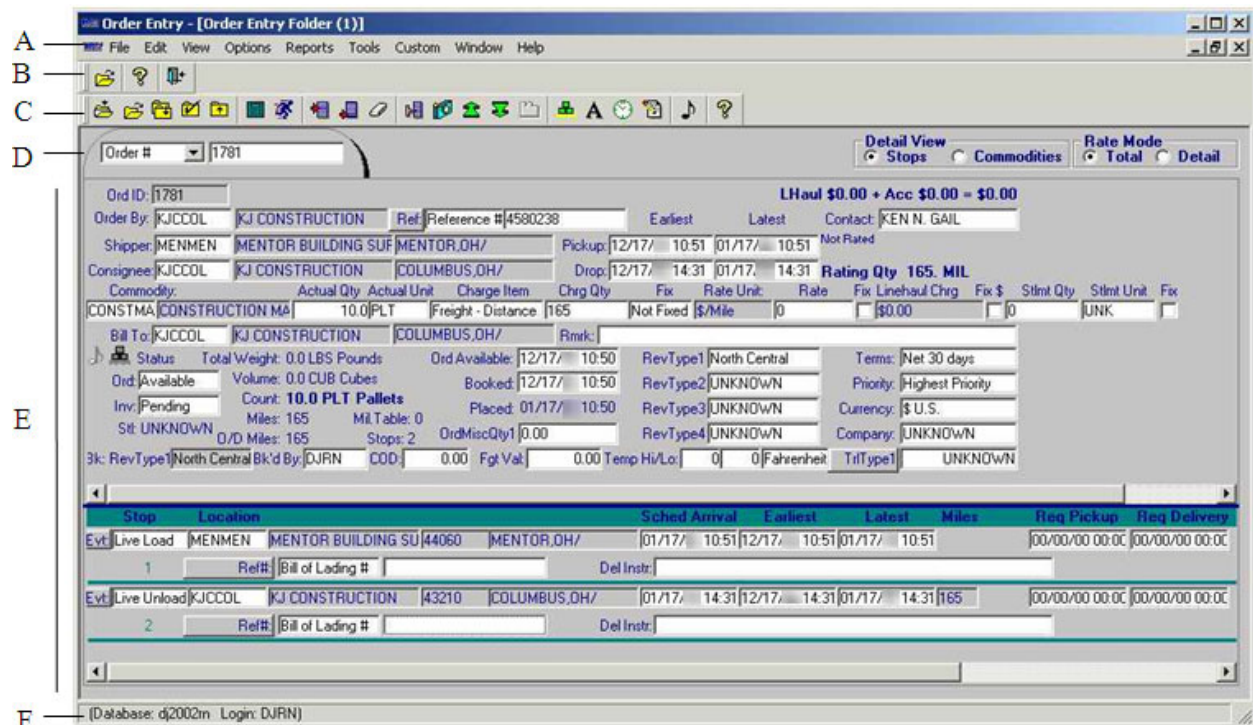 Order Entry - [Order Entry Folder (1)]
A
File Edit View Options Reports Tools Custom Window Help
B
C
A
D
Order # 1781
Detail View Stops Commodities
Rate Mode Total Detail
Ord ID: 1781 LHaul $0.00 + Acc $0.00 = $0.00
Order By: KJCCOL KJ CONSTRUCTION Ref: Reference # 4580238 Earliest Latest Contact: KEN N. GAIL
Shipper: MENMEN MENTOR BUILDING SUF MENTOR,OH/ Pickup: 12/17/ 10:51 01/17/ 10:51 Not Rated
Consignee: KJCCOL KJ CONSTRUCTION COLUMBUS,OH/ Drop: 12/17/ 14:31 01/17/ 14:31 Rating Qty 165. MIL
Commodity: Actual Qty Actual Unit Charge Item Chrg Qty Fix Rate Unit: Rate Fix Linehaul Chrg Fix $ Stlmt Qty Stlmt Unit Fix
CONSTMA CONSTRUCTION MA 10.0 PLT Freight - Distance 165 Not Fixed $/Mile 0 $0.00 0 UNK
Bill To: KJCCOL KJ CONSTRUCTION COLUMBUS,OH/ Rmrk:
Status Total Weight: 0.0 LBS Pounds Ord Available: 12/17/ 10:50 RevType1 North Central Terms: Net 30 days
Ord: Available Volume: 0.0 CUB Cubes Booked: 12/17/ 10:50 RevType2 UNKNOWN Priority: Highest Priority
Inv: Pending Count: 10.0 PLT Pallets Placed: 01/17/ 10:50 RevType3 UNKNOWN Currency: $ U.S.
Stl: UNKNOWN Miles: 165 Mil.Table: 0 OrdMiscQty1 0.00 RevType4 UNKNOWN Company: UNKNOWN
O/D Miles: 165 Stops: 2
Bk: RevType1 North Central Bk'd By: DJRN COD: 0.00 Fgt Val: 0.00 Temp Hi/Lo: 0 0 Fahrenheit TrlType1 UNKNOWN
E
Stop Location Sched Arrival Earliest Latest Miles Req Pickup Req Delivery
Evt: Live Load MENMEN MENTOR BUILDING SU 44060 MENTOR,OH/ 01/17/ 10:51 12/17/ 10:51 01/17/ 10:51 00/00/00 00:0C 00/00/00 00:0C
1 Ref#: Bill of Lading # Del Instr:
Evt: Live Unload KJCCOL KJ CONSTRUCTION 43210 COLUMBUS,OH/ 01/17/ 14:31 12/17/ 14:31 01/17/ 14:31 165 00/00/00 00:0C 00/00/00 00:0C
2 Ref#: Bill of Lading # Del Instr:
F
(Database: dj2002rn Login: DJRN)